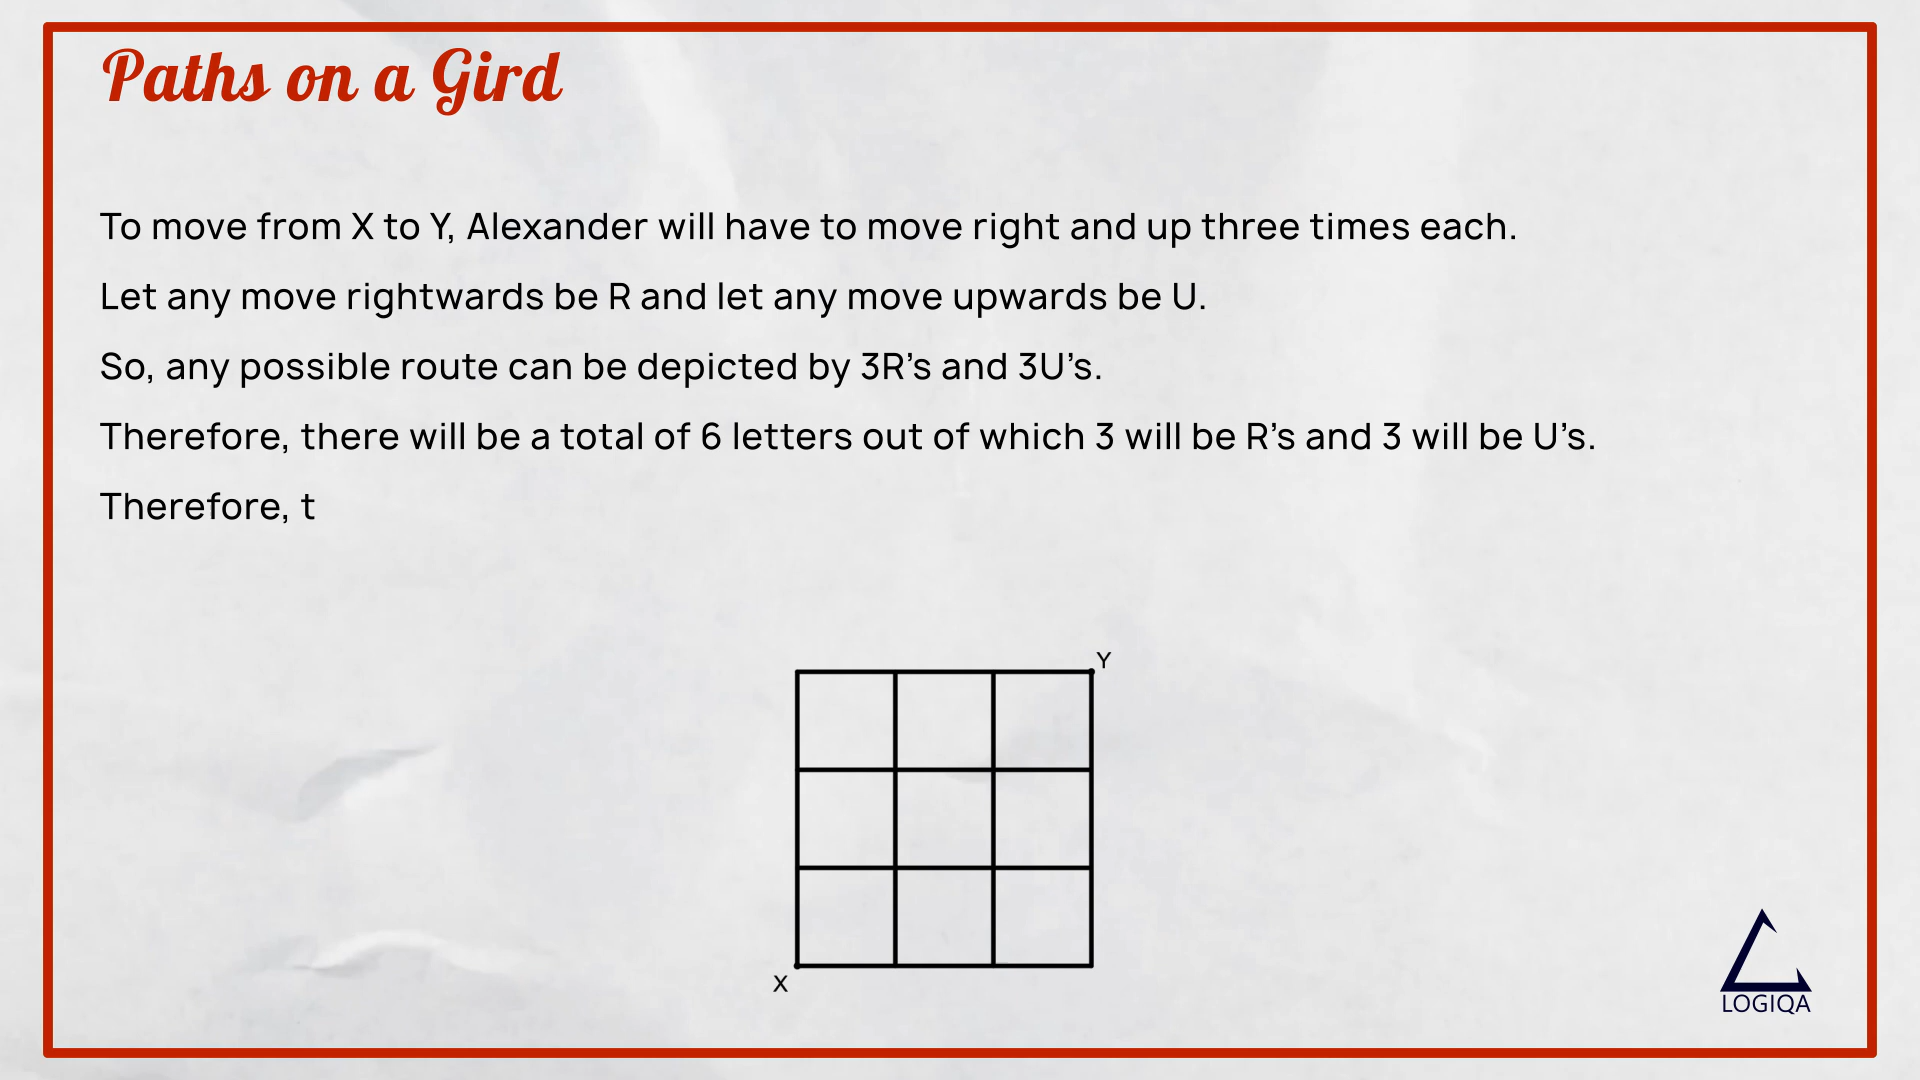 Paths on a Gird
To move from X to Y, Alexander will have to move right and up three times each.
Let any move rightwards be R and let any move upwards be U.
So, any possible route can be depicted by 3R’s and 3U’s.
Therefore, there will be a total of 6 letters out of which 3 will be R’s and 3 will be U’s.
Therefore, t
Y
X
LOGIQA